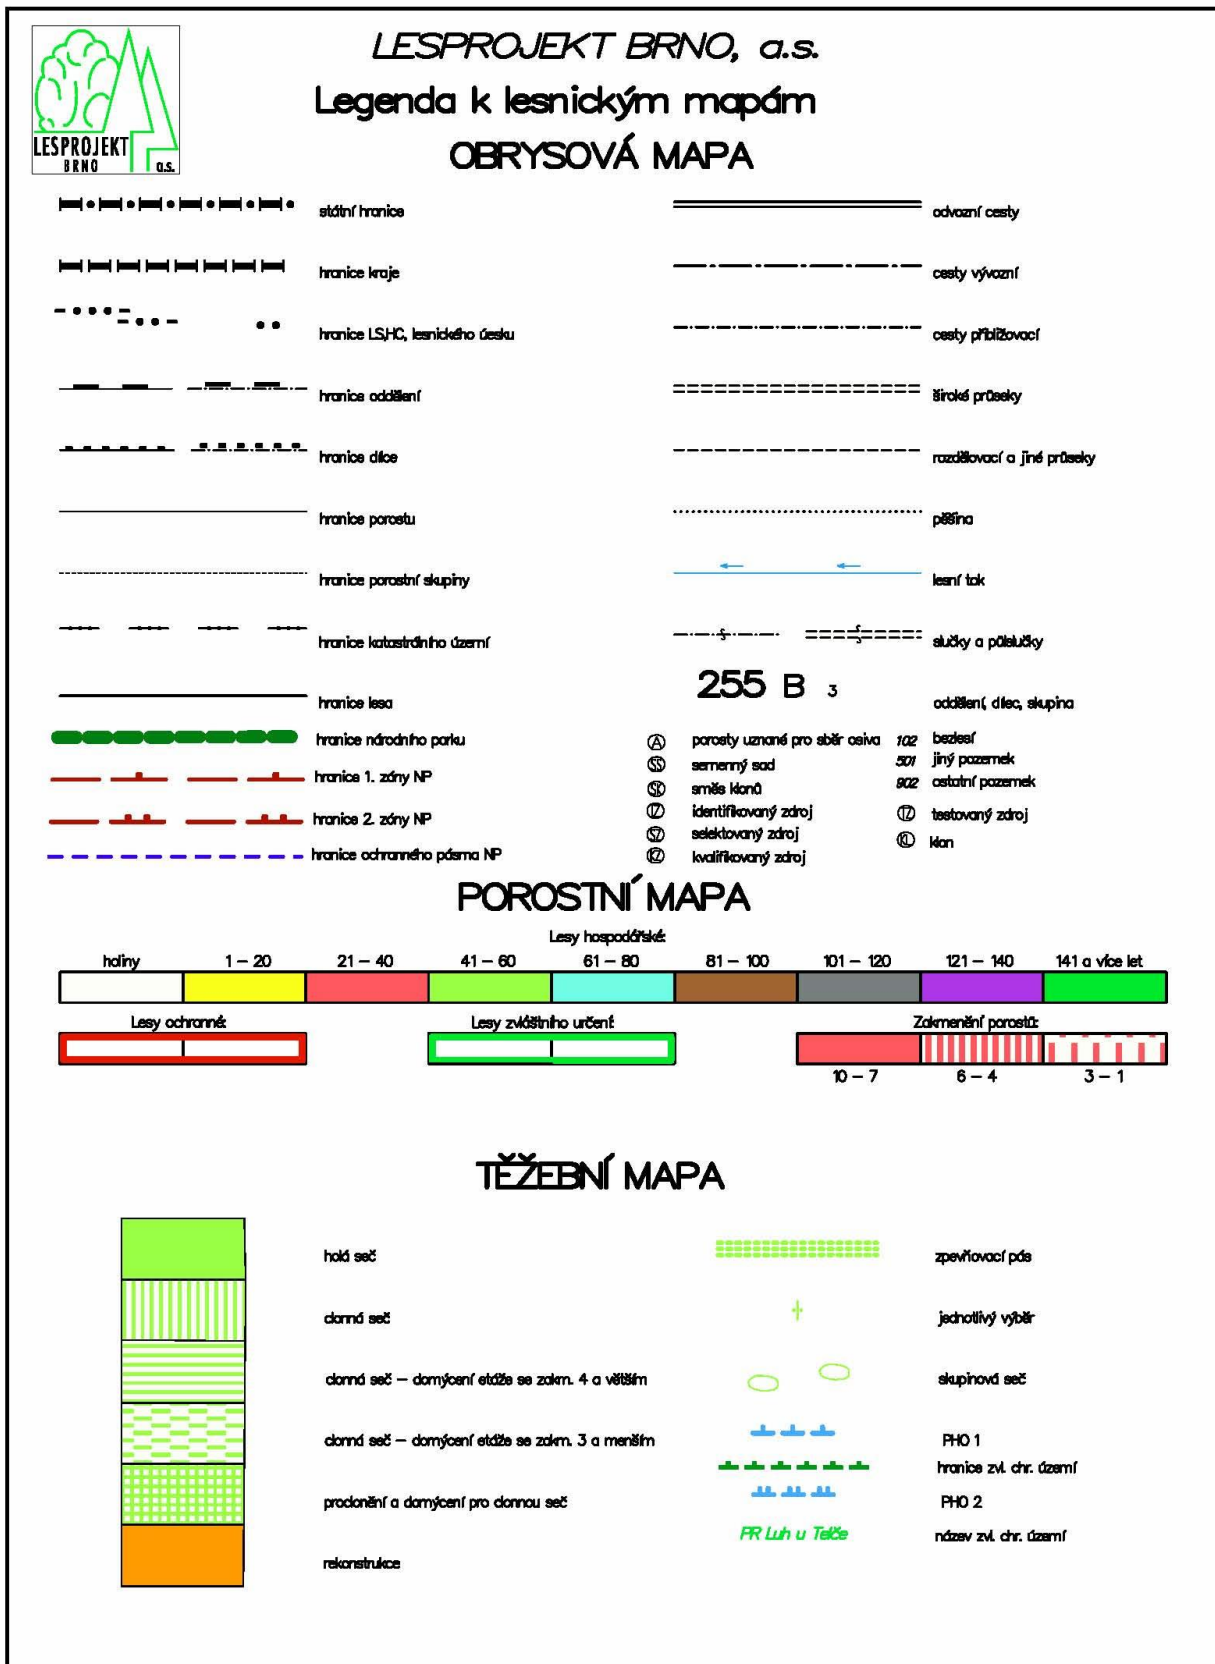 LESPROJEKT BRNO, a.s.
Legenda k lesnickým mapám
OBRYSOVÁ MAPA
LESPROJEKT
BRNO a.s.
státní hranice
hranice kraje
hranice LS,HC, lesnického úesku
hranice oddělení
hranice dílce
hranice porostu
hranice porostní skupiny
hranice katastrálního území
hranice lesa
hranice národního parku
hranice 1. zóny NP
hranice 2. zóny NP
hranice ochranného pásma NP
odvozní cesty
cesty vývozní
cesty přibližovací
široké průseky
rozdělovací a jiné průseky
pěšina
lesní tok
slučky a půlslučky
255 B 3
oddělení, dílec, skupina
A porosty uznané pro sběr osiva
SS semenný sad
SK směs klonů
IZ identifikovaný zdroj
SZ selektovaný zdroj
KZ kvalifikovaný zdroj
102 bezlesí
501 jiný pozemek
902 ostatní pozemek
TZ testovaný zdroj
KL klon
POROSTNÍ MAPA
Lesy hospodářské:
holiny 1 - 20 21 - 40 41 - 60 61 - 80 81 - 100 101 - 120 121 - 140 141 a více let
Lesy ochranné: Lesy zvláštního určení: Zakmenění porostů:
10 - 7 6 - 4 3 - 1
TĚŽEBNÍ MAPA
holá seč
clonná seč
clonná seč - domýcení etáže se zakm. 4 a větším
clonná seč - domýcení etáže se zakm. 3 a menším
proclonění a domýcení pro clonnou seč
rekonstrukce
zpevňovací pás
jednotlivý výběr
skupinová seč
PHO 1
hranice zvl. chr. území
PHO 2
PR Luh u Telče
název zvl. chr. území